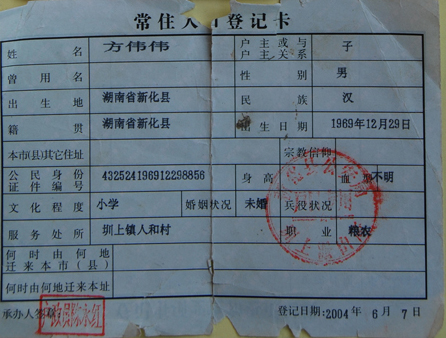 常住人口登记卡
姓名 方伟伟 户主或与户主关系 子
曾用名 性别 男
出生地 湖南省新化县 民族 汉
籍贯 湖南省新化县 出生日期 1969年12月29日
本市(县)其它住址 宗教信仰
公民身份证件编号 432524196912298856 身高 血型 不明
文化程度 小学 婚姻状况 未婚 兵役状况
服务处所 圳上镇人和村 职业 粮农
何时由何地迁来本市(县)
何时由何地迁来本址
承办人签章: 登记日期:2004年6月7日